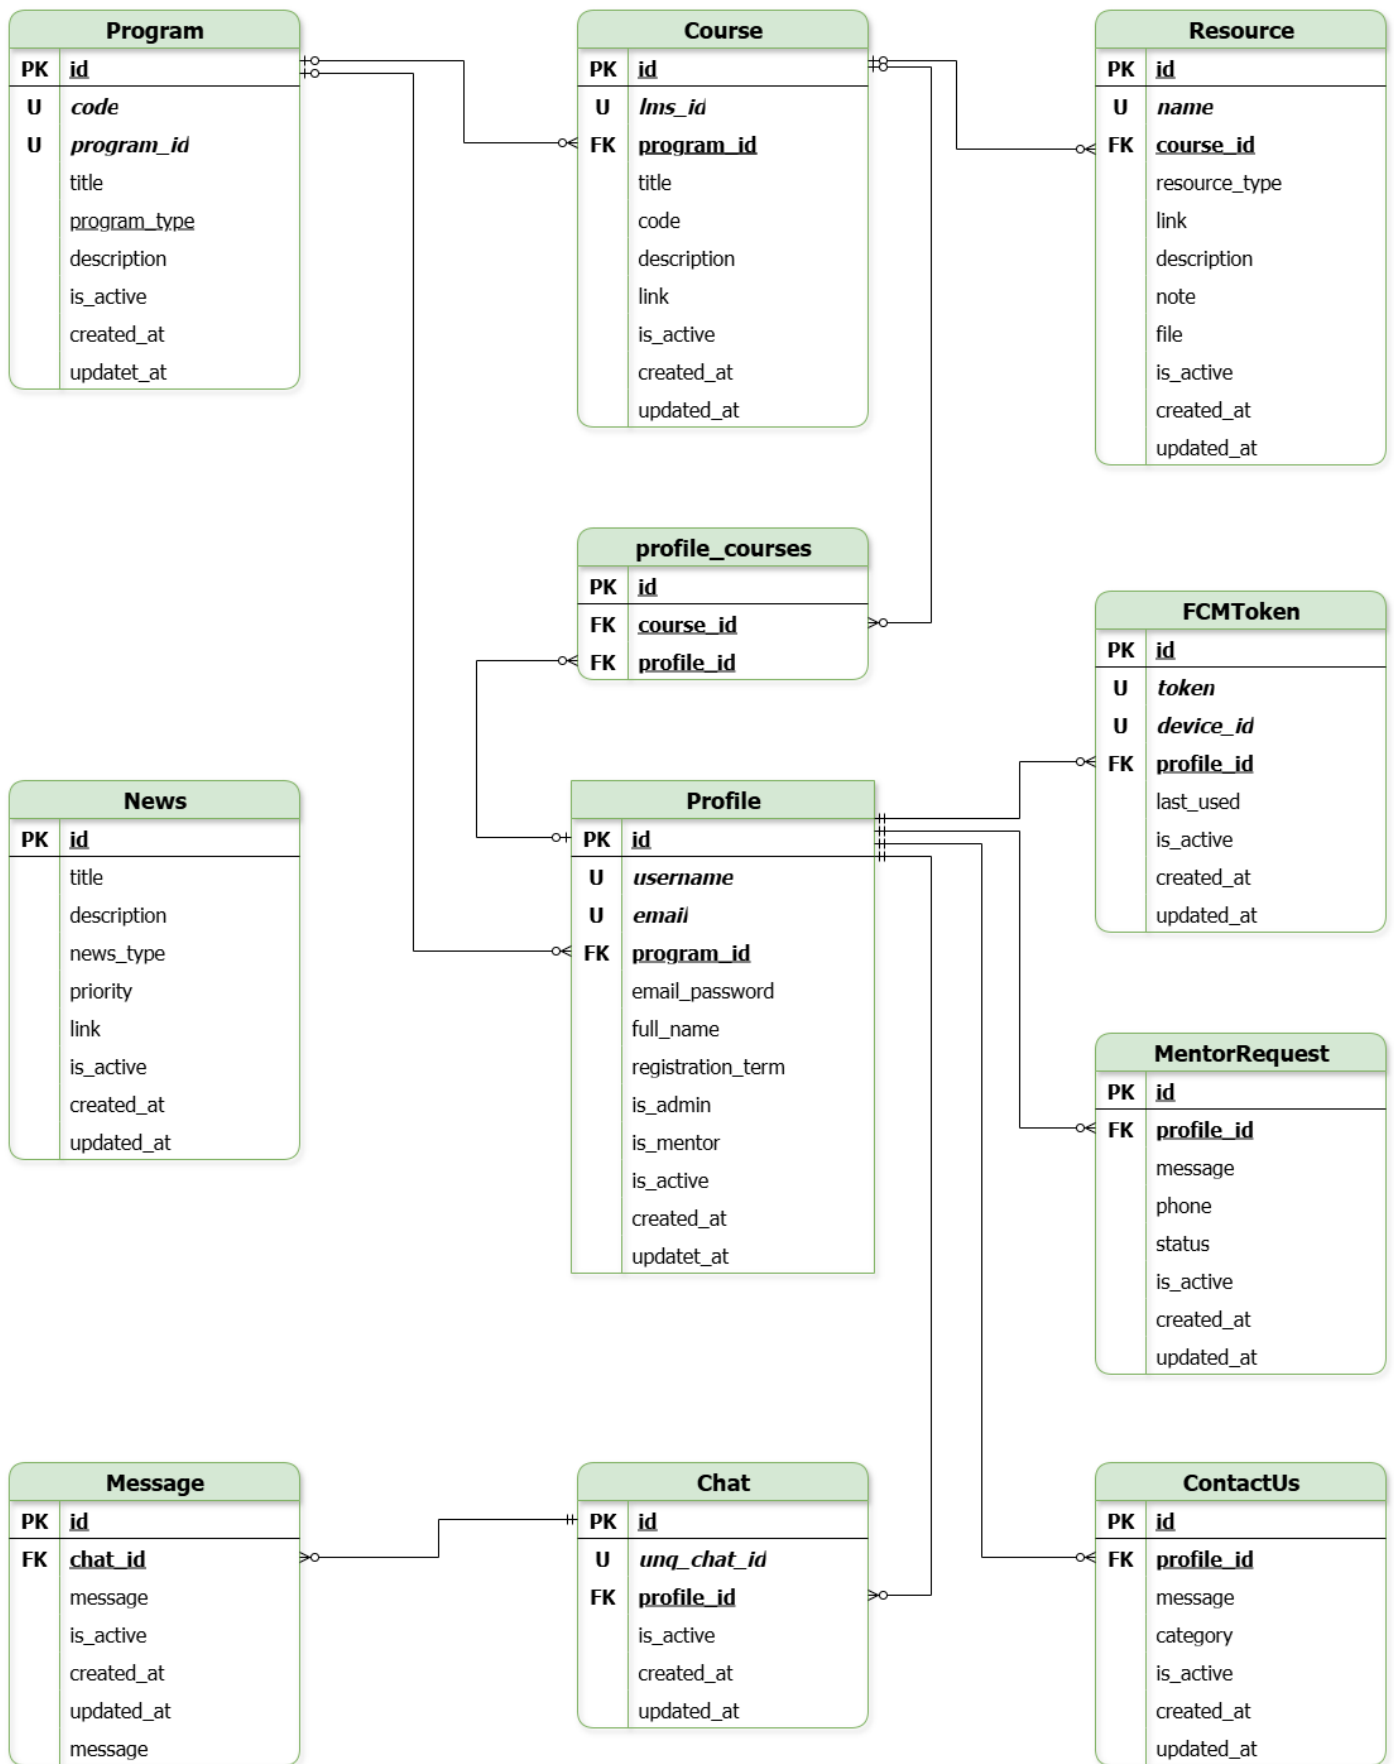 Program
PK id
U code
U program_id
title
program_type
description
is_active
created_at
updatet_at
Course
PK id
U lms_id
FK program_id
title
code
description
link
is_active
created_at
updated_at
Resource
PK id
U name
FK course_id
resource_type
link
description
note
file
is_active
created_at
updated_at
profile_courses
PK id
FK course_id
FK profile_id
FCMToken
PK id
U token
U device_id
FK profile_id
last_used
is_active
created_at
updated_at
News
PK id
title
description
news_type
priority
link
is_active
created_at
updated_at
Profile
PK id
U username
U email
FK program_id
email_password
full_name
registration_term
is_admin
is_mentor
is_active
created_at
updatet_at
MentorRequest
PK id
FK profile_id
message
phone
status
is_active
created_at
updated_at
Message
PK id
FK chat_id
message
is_active
created_at
updated_at
message
Chat
PK id
U unq_chat_id
FK profile_id
is_active
created_at
updated_at
ContactUs
PK id
FK profile_id
message
category
is_active
created_at
updated_at